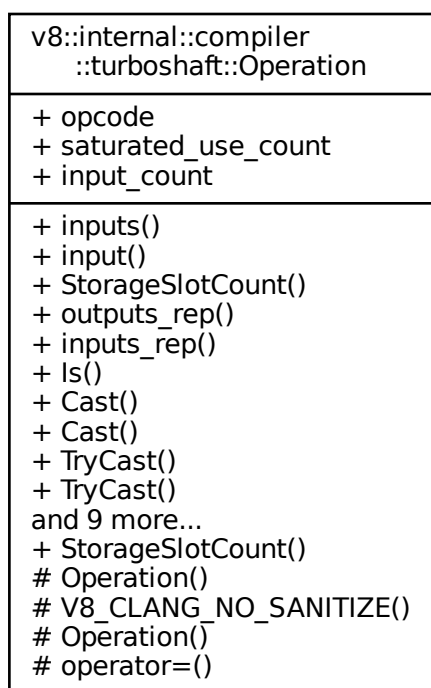 v8::internal::compiler
::turboshaft::Operation
+ opcode
+ saturated_use_count
+ input_count
+ inputs()
+ input()
+ StorageSlotCount()
+ outputs_rep()
+ inputs_rep()
+ Is()
+ Cast()
+ Cast()
+ TryCast()
+ TryCast()
and 9 more...
+ StorageSlotCount()
# Operation()
# V8_CLANG_NO_SANITIZE()
# Operation()
# operator=()